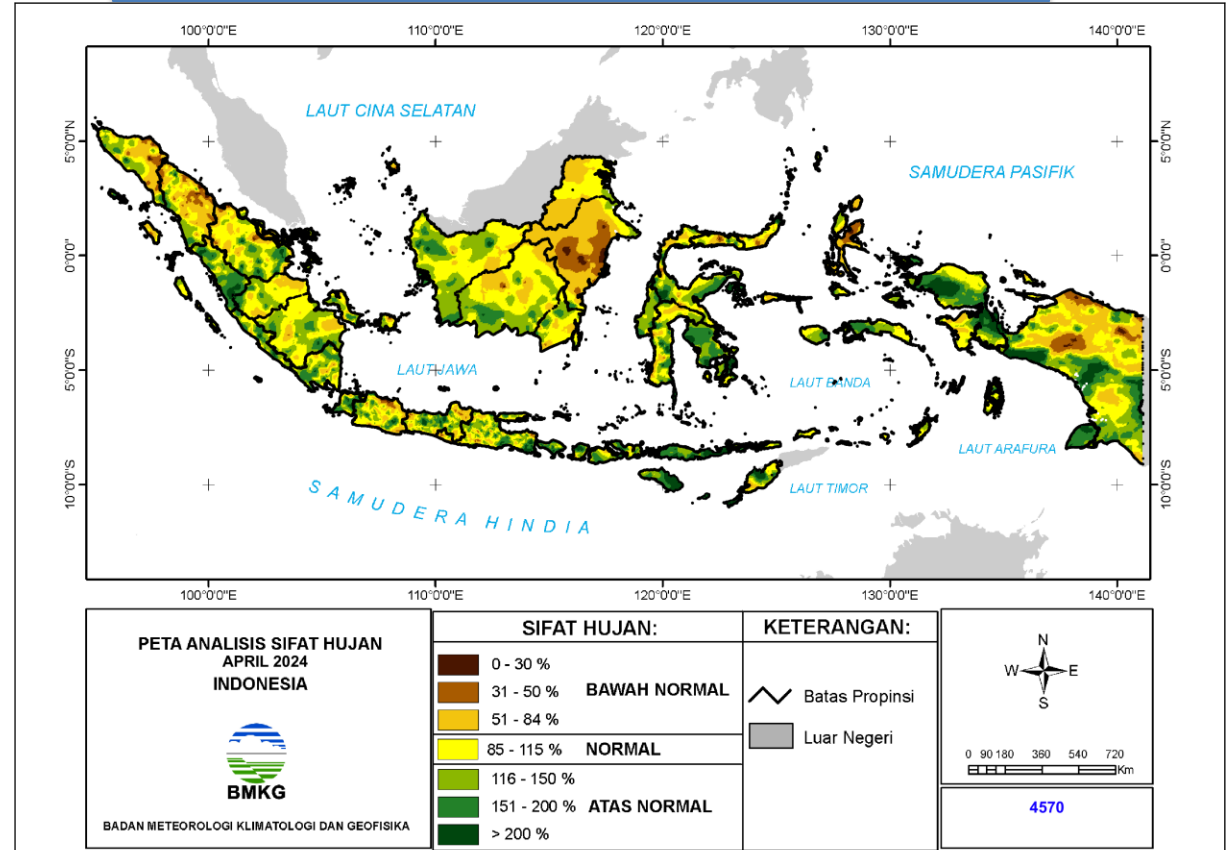 100°0'0"E 110°0'0"E 120°0'0"E 130°0'0"E 140°0'0"E
LAUT CINA SELATAN
5°0'0"N
5°0'0"N
SAMUDERA PASIFIK
0°0'0"
0°0'0"
5°0'0"S
LAUT JAWA
LAUT BANDA
5°0'0"S
LAUT ARAFURA
10°0'0"S
SAMUDERA HINDIA
LAUT TIMOR
10°0'0"S
100°0'0"E 110°0'0"E 120°0'0"E 130°0'0"E 140°0'0"E
PETA ANALISIS SIFAT HUJAN
APRIL 2024
INDONESIA
BMKG
BADAN METEOROLOGI KLIMATOLOGI DAN GEOFISIKA
SIFAT HUJAN:
0 - 30 %
31 - 50 % BAWAH NORMAL
51 - 84 %
85 - 115 % NORMAL
116 - 150 %
151 - 200 % ATAS NORMAL
> 200 %
KETERANGAN:
Batas Propinsi
Luar Negeri
N
W E
S
0 90 180 360 540 720
Km
4570